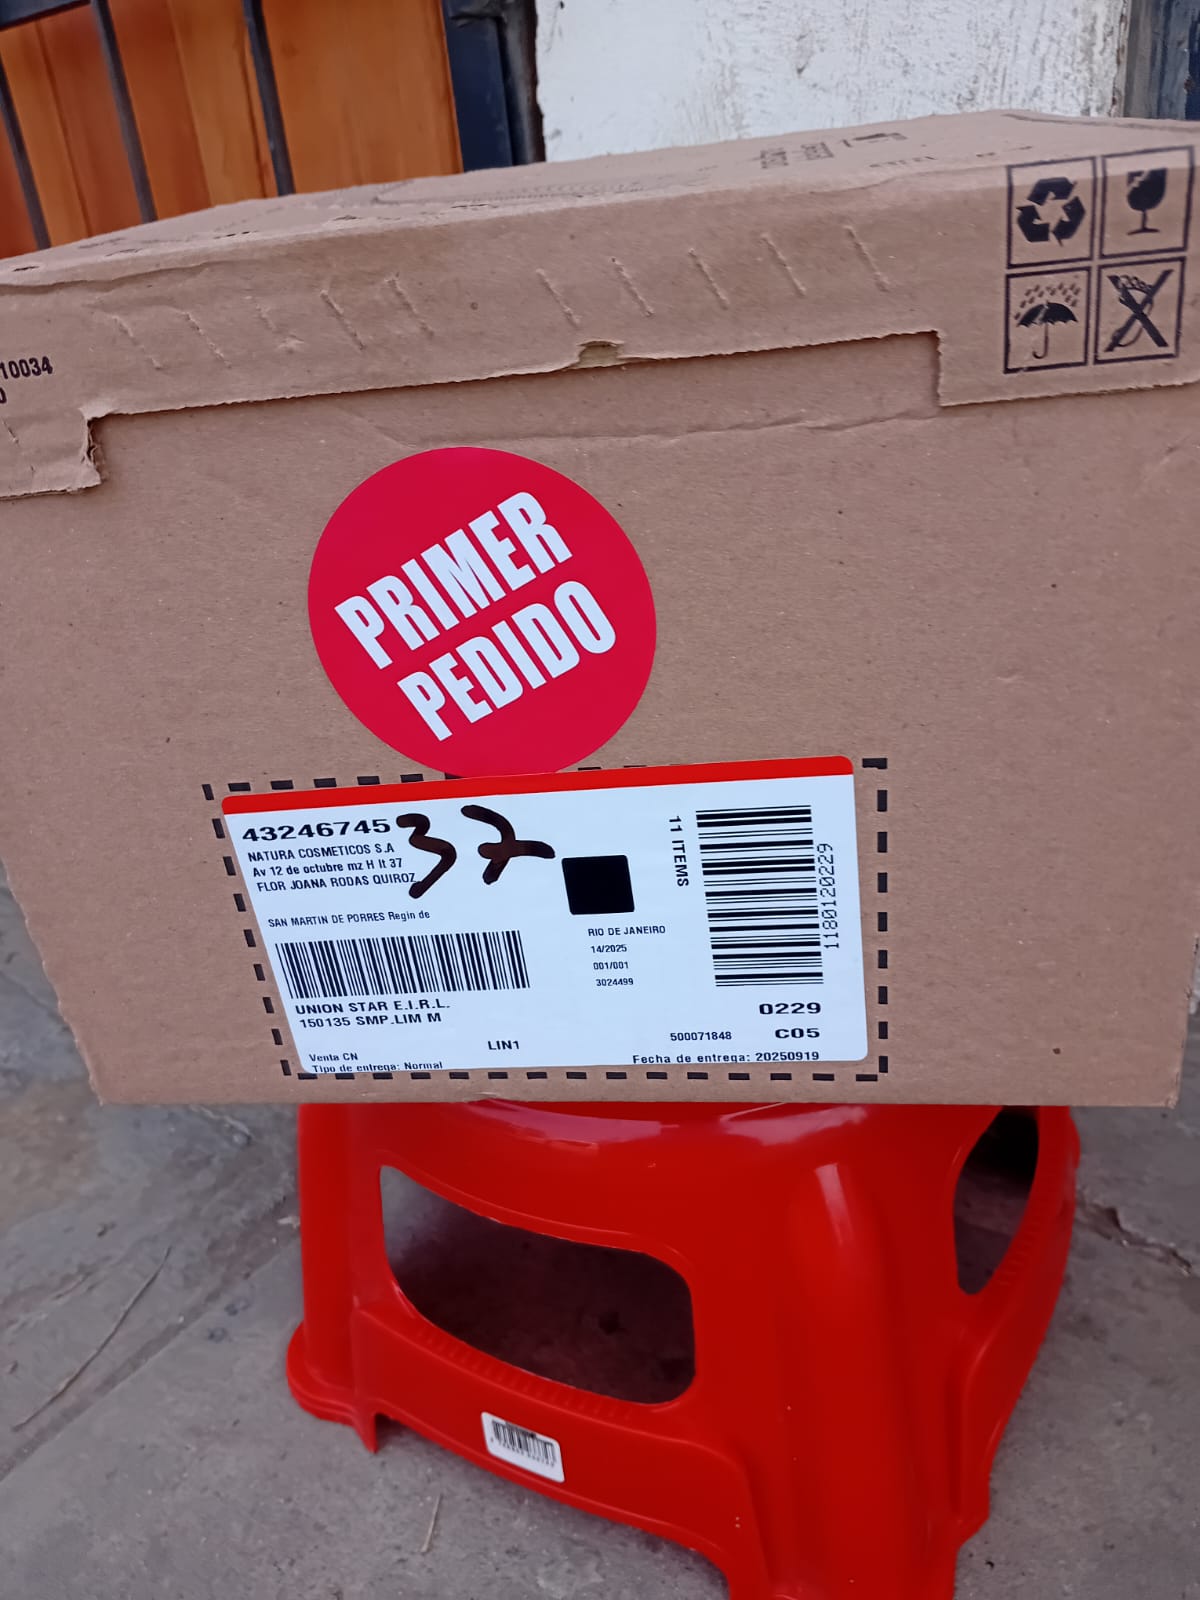 10034
PRIMER
PEDIDO
43246745
37
NATURA COSMETICOS S.A
Av 12 de octubre mz H lt 37
FLOR JOANA RODAS QUIROZ
SAN MARTIN DE PORRES Regin de
UNION STAR E.I.R.L.
150135 SMP.LIM M
LIN1
Venta CN
Tipo de entrega: Normal
11 ITEMS
RIO DE JANEIRO
14/2025
001/001
3024499
1180120229
0229
500071848
C05
Fecha de entrega: 20250919